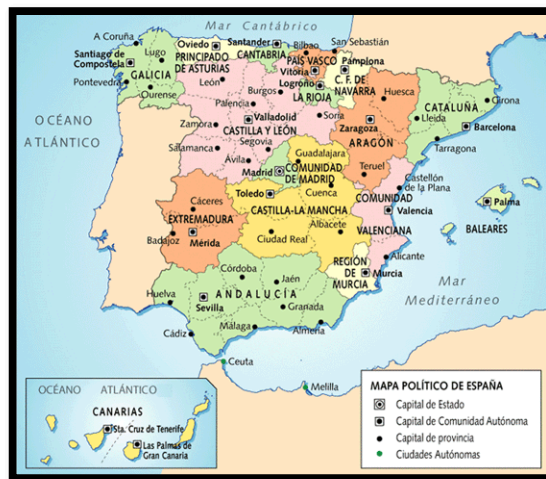 Mar Cantábrico
A Coruña
Oviedo
Santander
Bilbao
San Sebastián
Santiago de
Compostela
Lugo
PRINCIPADO
DE ASTURIAS
CANTABRIA
PAÍS VASCO
Vitoria
Pamplona
Pontevedra
GALICIA
Ourense
León
Burgos
Logroño
LA RIOJA
C. F. DE
NAVARRA
Huesca
CATALUÑA
Girona
Palencia
OCÉANO
ATLÁNTICO
Zamora
Valladolid
CASTILLA Y LEÓN
Soria
Zaragoza
ARAGÓN
Lleida
Barcelona
Tarragona
Salamanca
Segovia
Ávila
Guadalajara
Madrid
COMUNIDAD
DE MADRID
Teruel
Castellón
de la Plana
Toledo
Cuenca
COMUNIDAD
VALENCIANA
Valencia
Palma
BALEARES
Cáceres
EXTREMADURA
CASTILLA-LA MANCHA
Albacete
Badajoz
Mérida
Ciudad Real
REGIÓN
DE
MURCIA
Murcia
Alicante
Mar
Mediterráneo
Córdoba
Jaén
ANDALUCÍA
Huelva
Sevilla
Granada
Cádiz
Málaga
Almería
Ceuta
Melilla
OCÉANO ATLÁNTICO
CANARIAS
Sta. Cruz de Tenerife
Las Palmas de
Gran Canaria
MAPA POLÍTICO DE ESPAÑA
Capital de Estado
Capital de Comunidad Autónoma
Capital de provincia
Ciudades Autónomas